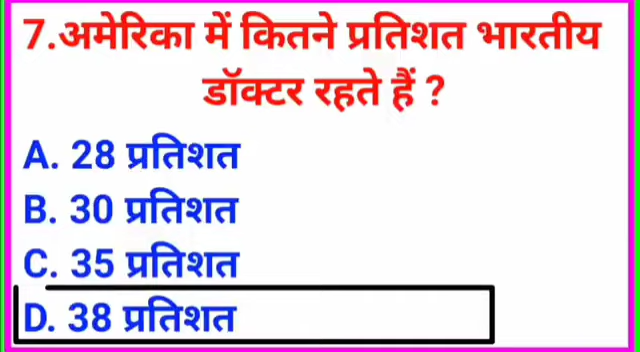 7.अमेरिका में कितने प्रतिशत भारतीय
डॉक्टर रहते हैं ?
A. 28 प्रतिशत
B. 30 प्रतिशत
C. 35 प्रतिशत
D. 38 प्रतिशत